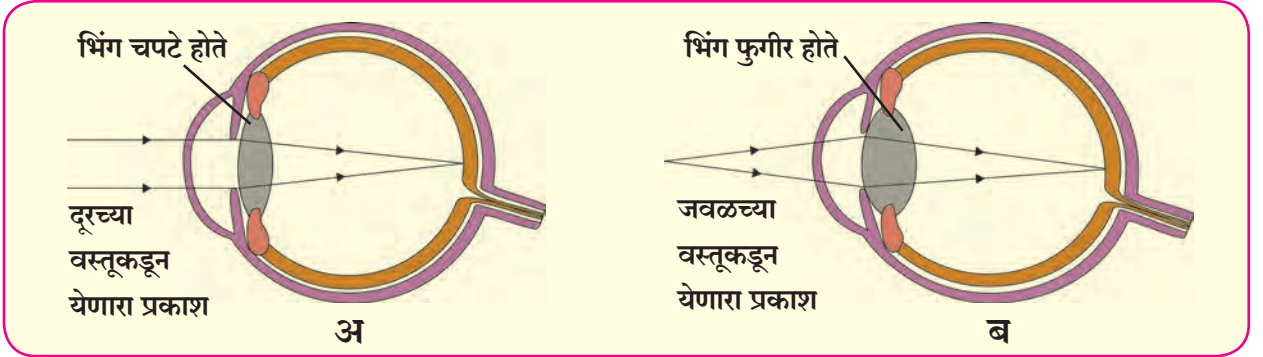 भिंग चपटे होते
दूरच्या
वस्तूकडून
येणारा प्रकाश
अ
भिंग फुगीर होते
जवळच्या
वस्तूकडून
येणारा प्रकाश
ब